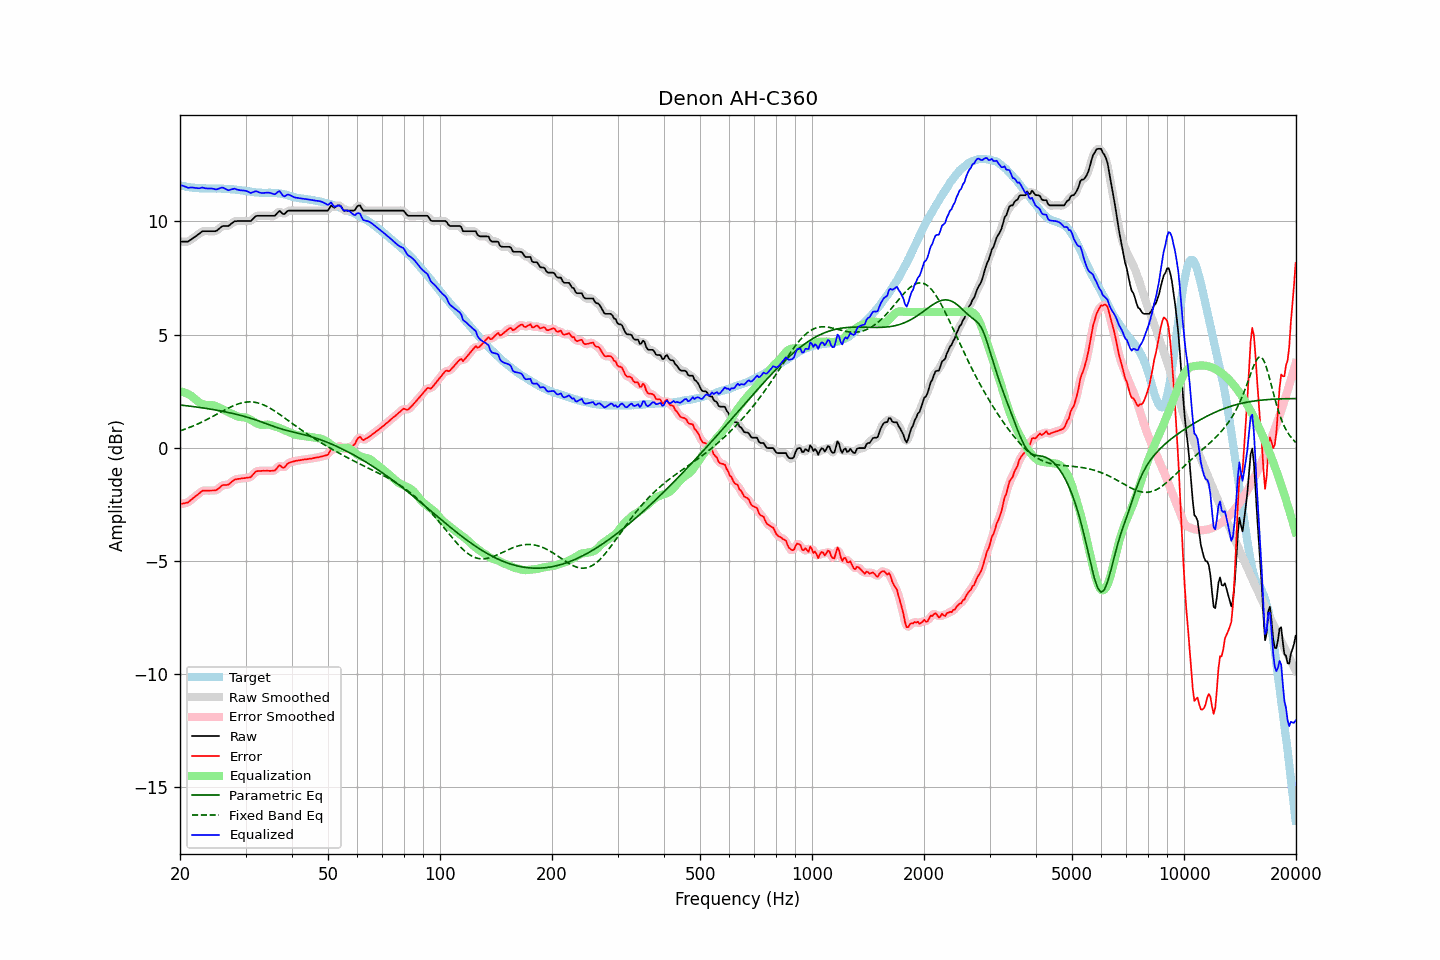 Denon AH-C360
Amplitude (dBr)
10
5
0
−5
−10
−15
Target
Raw Smoothed
Error Smoothed
Raw
Error
Equalization
Parametric Eq
Fixed Band Eq
Equalized
20 50 100 200 500 1000 2000 5000 10000 20000
Frequency (Hz)